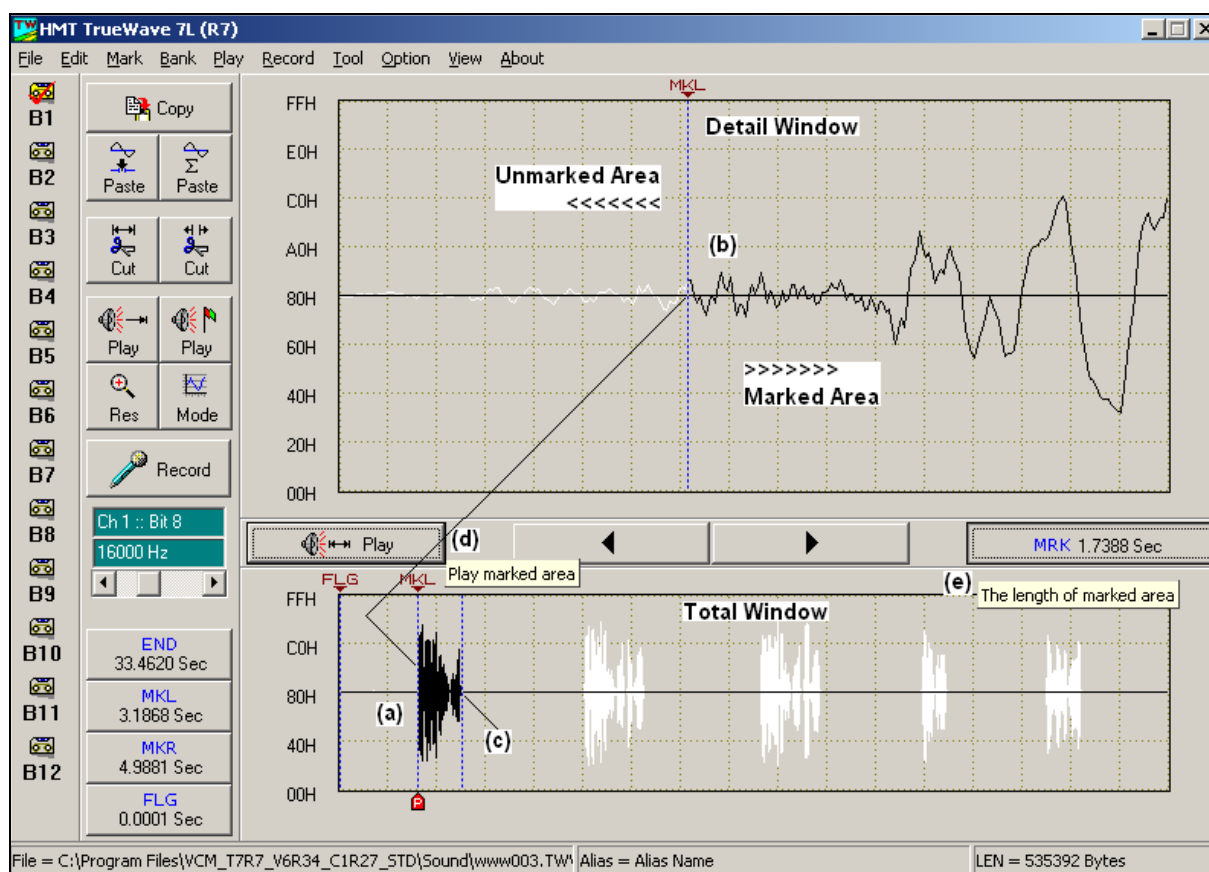 HMT TrueWave 7L (R7)
File Edit Mark Bank Play Record Tool Option View About
B1
B2
B3
B4
B5
B6
B7
B8
B9
B10
B11
B12
Copy
Paste
Σ
Paste
Cut
Cut
Play
Play
Res
Mode
Record
Ch 1 :: Bit 8
16000 Hz
END
33.4620 Sec
MKL
3.1868 Sec
MKR
4.9881 Sec
FLG
0.0001 Sec
MKL
FFH
E0H
C0H
A0H
80H
60H
40H
20H
00H
Detail Window
Unmarked Area
<<<<<<<
(b)
>>>>>>>
Marked Area
Play
(d)
Play marked area
MRK 1.7388 Sec
(e)
The length of marked area
FLG
MKL
FFH
C0H
80H
40H
00H
Total Window
(a)
(c)
P
File = C:\Program Files\VCM_T7R7_V6R34_C1R27_STD\Sound\www003.TW
Alias = Alias Name
LEN = 535392 Bytes